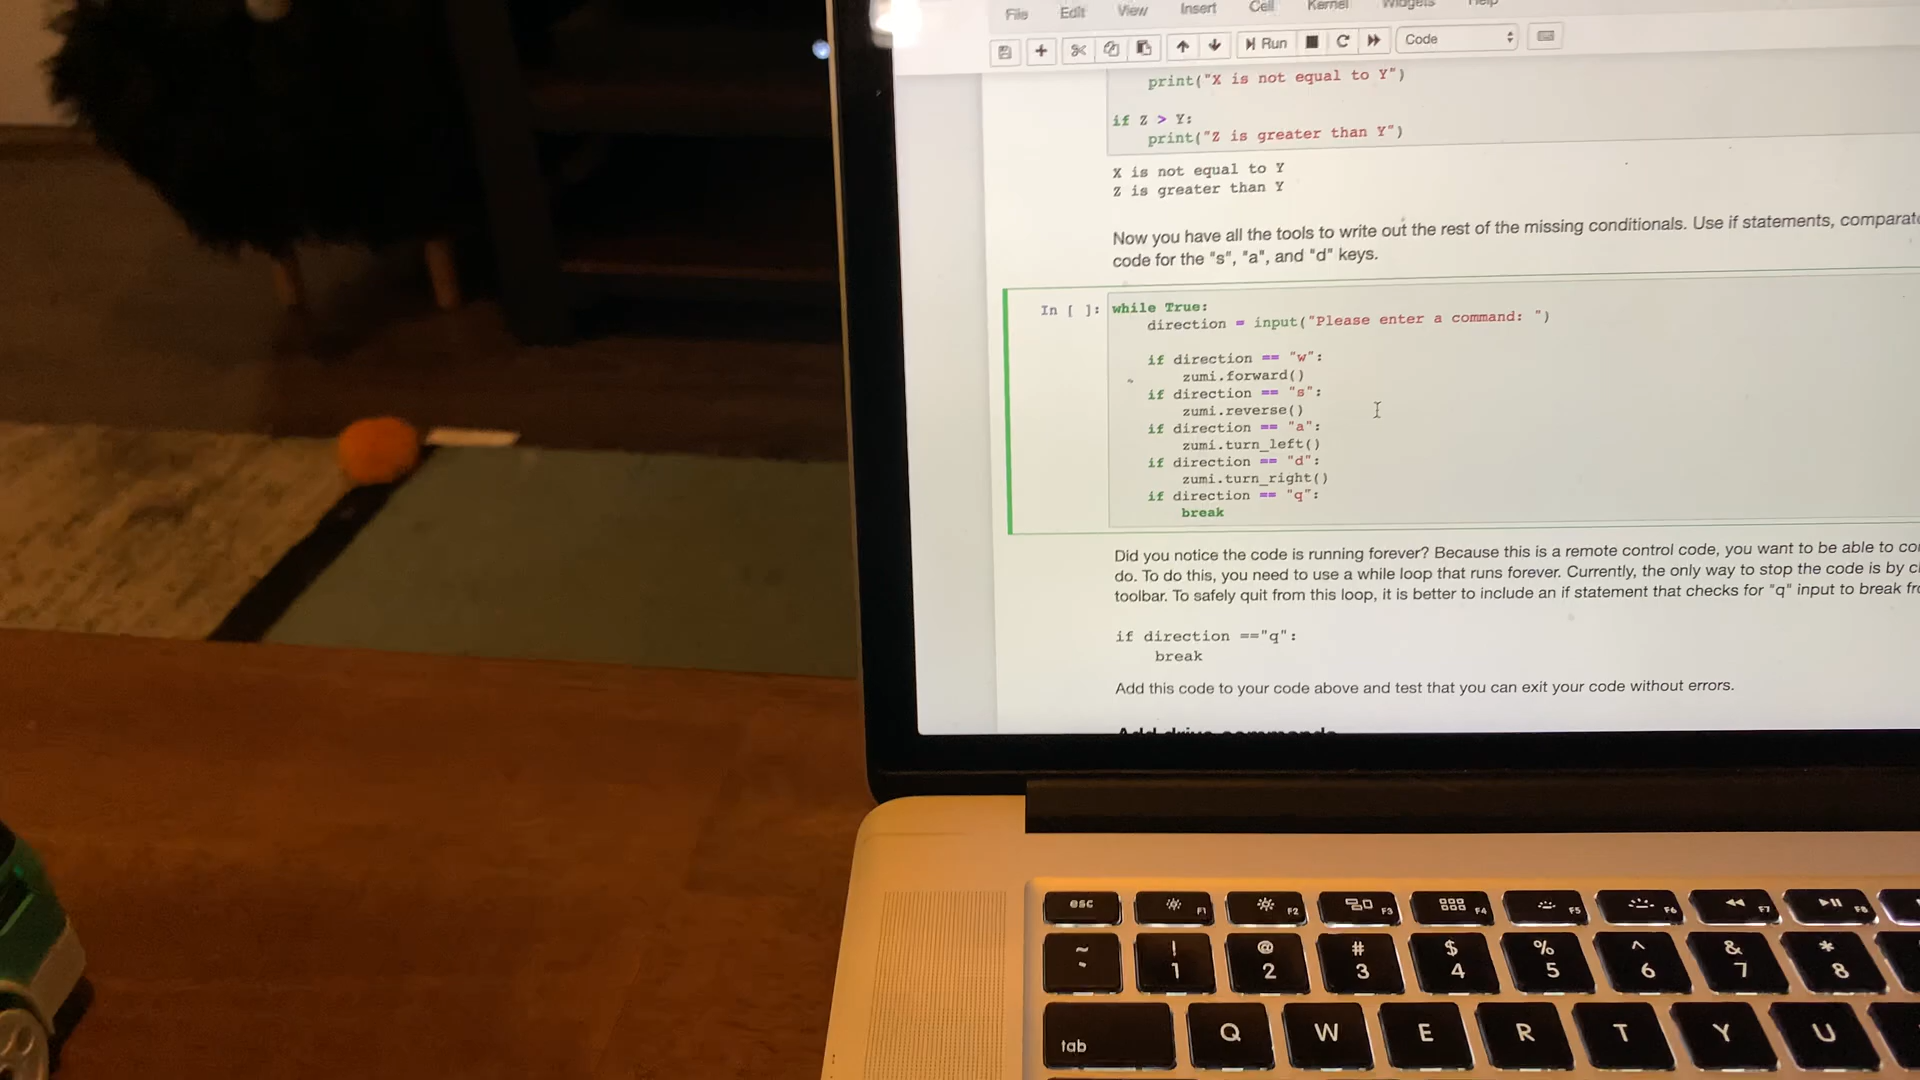 File Edit View Insert Cell Kernel Widgets Help
Run Code
print("X is not equal to Y")
if Z > Y:
print("Z is greater than Y")
X is not equal to Y
Z is greater than Y
Now you have all the tools to write out the rest of the missing conditionals. Use if statements,
code for the "s", "a", and "d" keys.
In [ ]: while True:
direction = input("Please enter a command: ")
if direction == "w":
zumi.forward()
if direction == "s":
zumi.reverse()
if direction == "a":
zumi.turn_left()
if direction == "d":
zumi.turn_right()
if direction == "q":
break
Did you notice the code is running forever? Because this is a remote control code, you want to be able to
do. To do this, you need to use a while loop that runs forever. Currently, the only way to stop the code is by
toolbar. To safely quit from this loop, it is better to include an if statement that checks for "q" input to break
if direction =="q":
break
Add this code to your code above and test that you can exit your code without errors.
Add drive commands
esc F1 F2 F3 F4 F5 F6 F7 F8
~ ! @ # $ % ^ & *
` 1 2 3 4 5 6 7 8
tab Q W E R T Y U